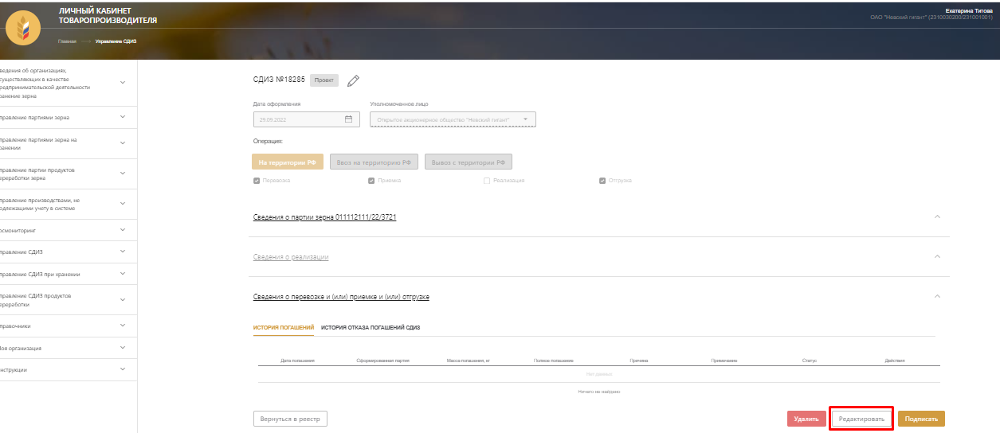 ЛИЧНЫЙ КАБИНЕТ
ТОВАРОПРОИЗВОДИТЕЛЯ
Екатерина Титова
ОАО "Невский гигант" (2310030200/231001001)
Главная → Управление СДИЗ
ведения об организациях,
существляющих в качестве
редпринимательской деятельности
ранение зерна
правление партиями зерна
правление партиями зерна на
ранении
правление партии продуктов
ереработки зерна
правление производствами, не
одлежащими учету в системе
осмониторинг
правление СДИЗ
правление СДИЗ при хранении
правление СДИЗ продуктов
ереработки
правочники
оя организация
нструкции
СДИЗ №18285 Проект
Дата оформления Уполномоченное лицо
29.09.2022 Открытое акционерное общество "Невский гигант"
Операция:
На территории РФ Ввоз на территорию РФ Вывоз с территории РФ
Перевозка Приемка Реализация Отгрузка
Сведения о партии зерна 011112111/22/3721
Сведения о реализации
Сведения о перевозке и (или) приемке и (или) отгрузке
ИСТОРИЯ ПОГАШЕНИЙ ИСТОРИЯ ОТКАЗА ПОГАШЕНИЙ СДИЗ
Дата погашения Сформированная партия Масса погашения, кг Полное погашение Причина Примечание Статус Действия
Нет данных
Ничего не найдено
Вернуться в реестр Удалить Редактировать Подписать